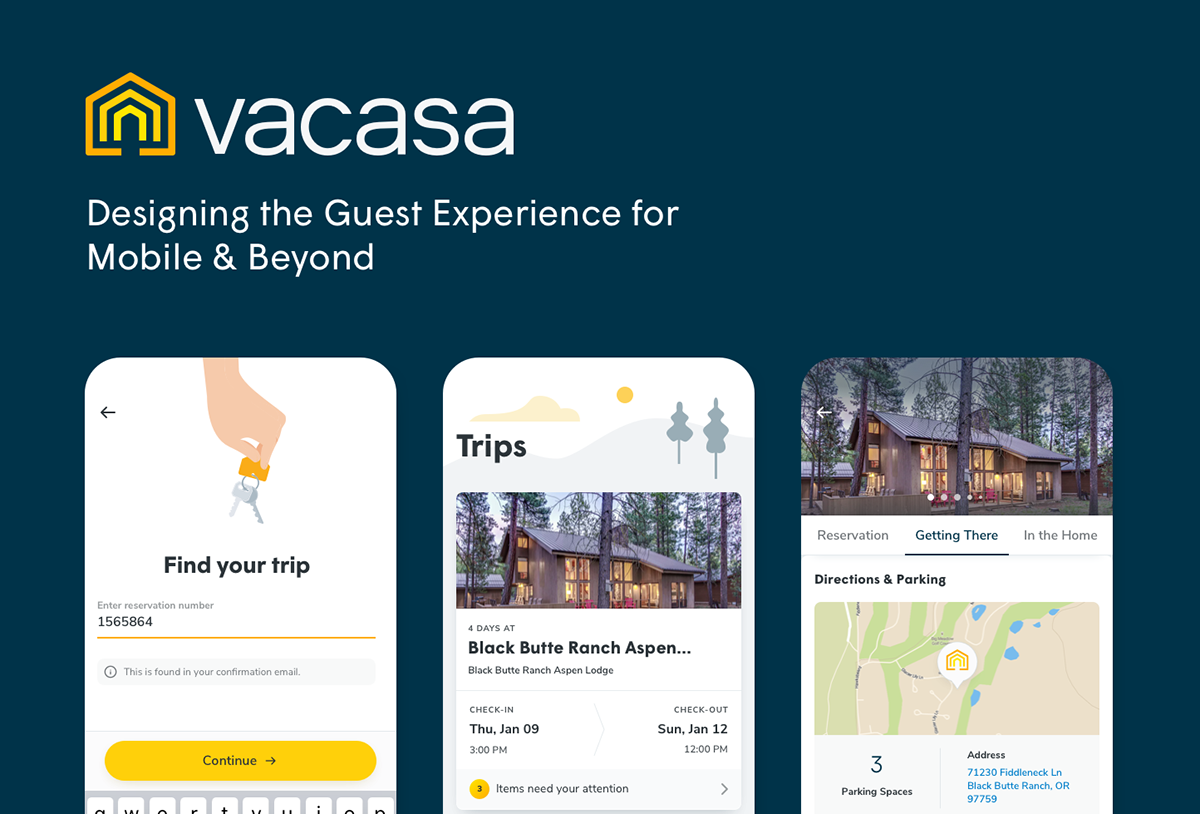 vacasa
Designing the Guest Experience for
Mobile & Beyond
Find your trip
Enter reservation number
1565864
This is found in your confirmation email.
Continue →
q w e r t y u i o p
Trips
4 DAYS AT
Black Butte Ranch Aspen...
Black Butte Ranch Aspen Lodge
CHECK-IN
Thu, Jan 09
3:00 PM
CHECK-OUT
Sun, Jan 12
12:00 PM
3 Items need your attention
Reservation Getting There In the Home
Directions & Parking
3
Parking Spaces
Address
71230 Fiddleneck Ln
Black Butte Ranch, OR
97759